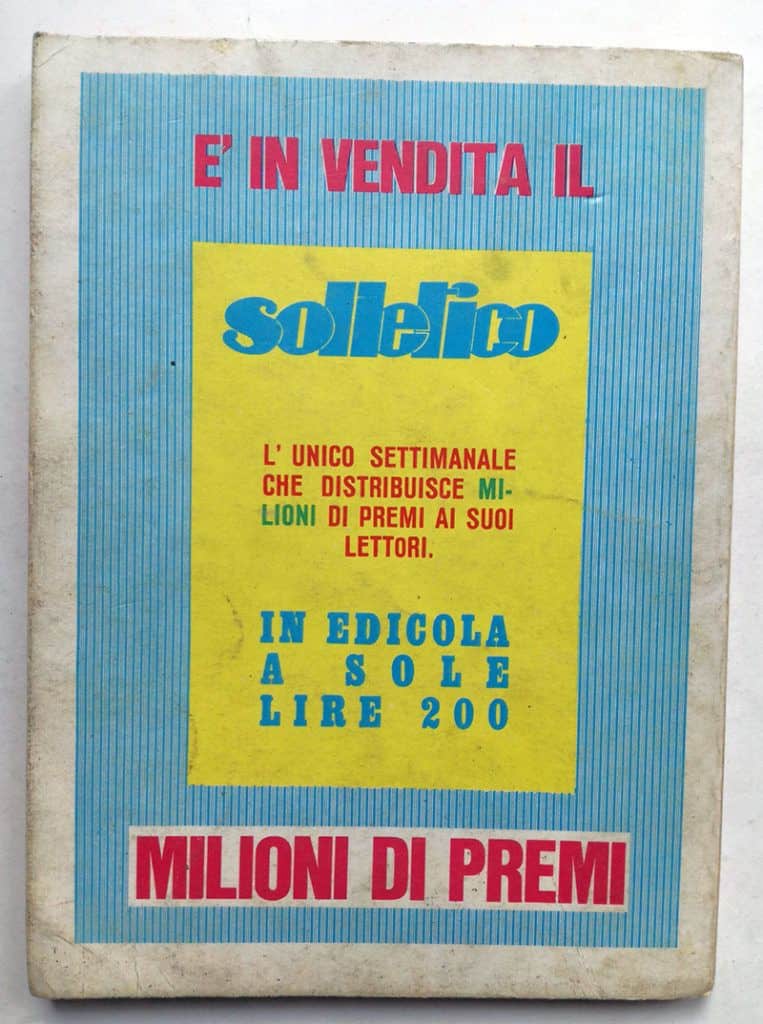 E' IN VENDITA IL
solletico
L' UNICO SETTIMANALE
CHE DISTRIBUISCE MI-
LIONI DI PREMI AI SUOI
LETTORI.
IN EDICOLA
A SOLE
LIRE 200
MILIONI DI PREMI